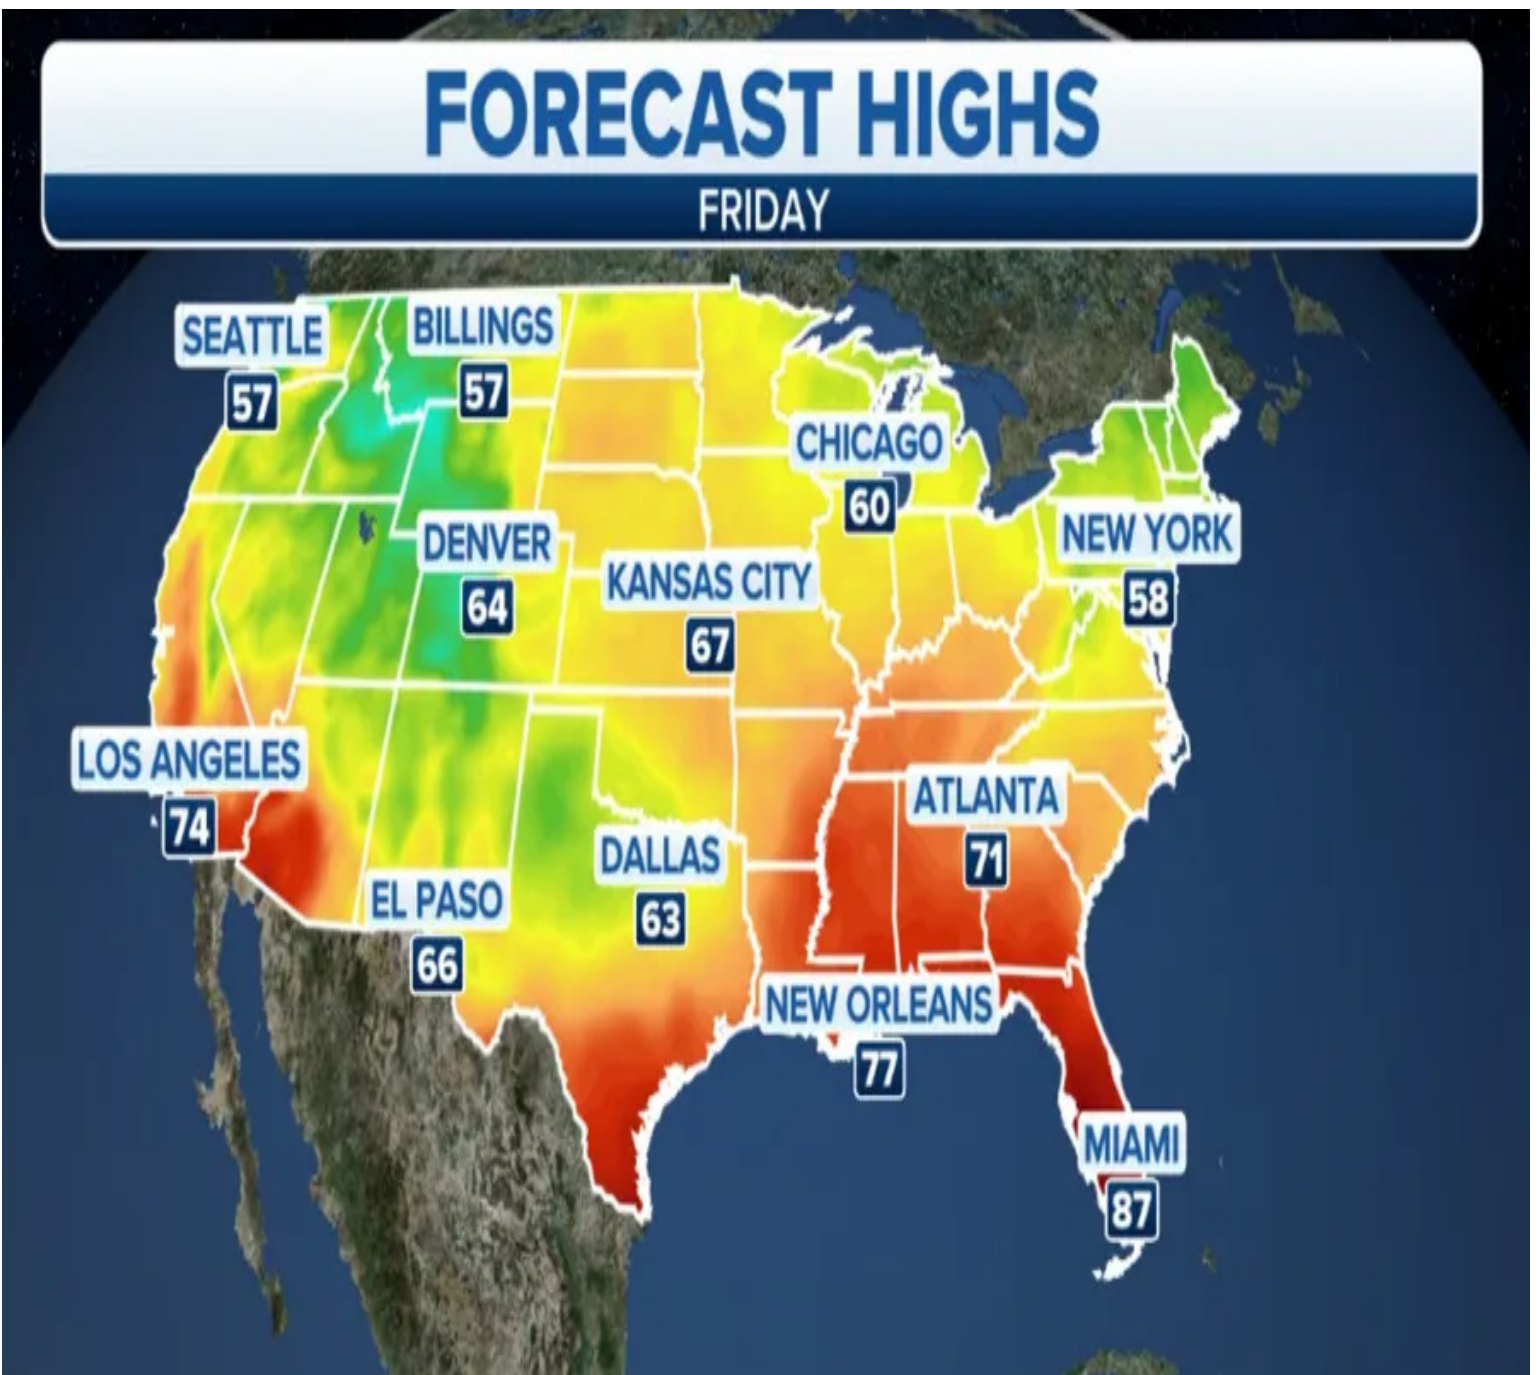 FORECAST HIGHS
FRIDAY
SEATTLE
57
BILLINGS
57
CHICAGO
60
NEW YORK
58
DENVER
64
KANSAS CITY
67
LOS ANGELES
74
ATLANTA
71
DALLAS
63
EL PASO
66
NEW ORLEANS
77
MIAMI
87